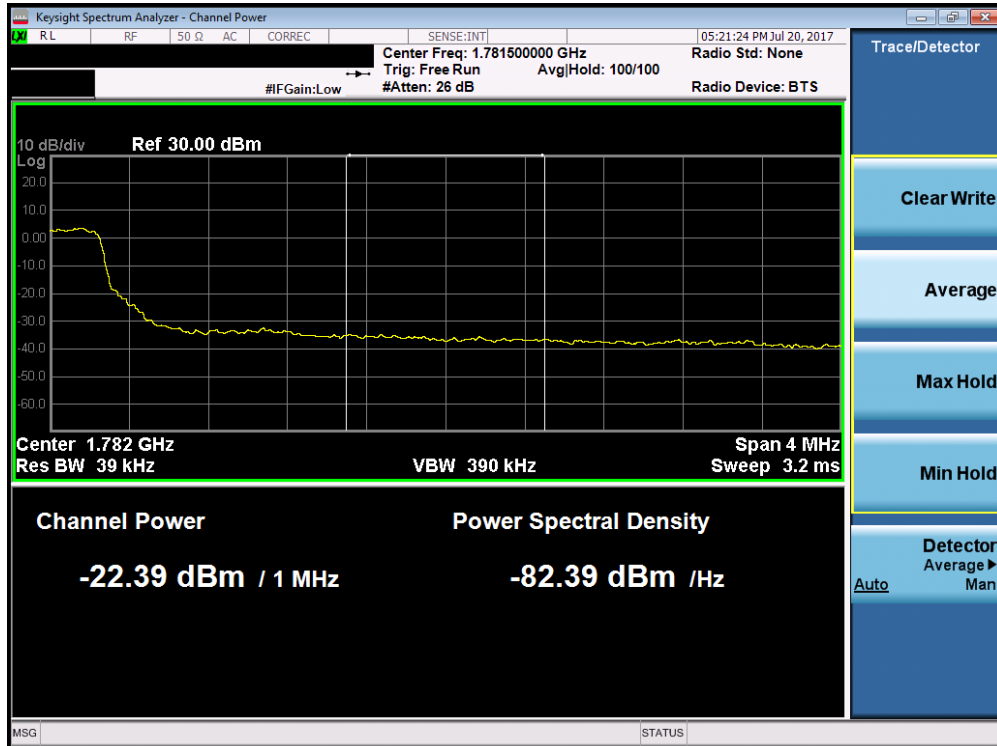 Keysight Spectrum Analyzer - Channel Power
LXI RL RF 50 Ω AC CORREC SENSE:INT 05:21:24 PM Jul 20, 2017
Center Freq: 1.781500000 GHz Radio Std: None
Trig: Free Run Avg|Hold: 100/100
#IFGain:Low #Atten: 26 dB Radio Device: BTS
Trace/Detector
10 dB/div Ref 30.00 dBm
Log
20.0
10.0
0.00
-10.0
-20.0
-30.0
-40.0
-50.0
-60.0
Center 1.782 GHz Span 4 MHz
Res BW 39 kHz VBW 390 kHz Sweep 3.2 ms
Channel Power Power Spectral Density
-22.39 dBm / 1 MHz -82.39 dBm /Hz
Clear Write
Average
Max Hold
Min Hold
Detector
Average
Auto Man
MSG STATUS